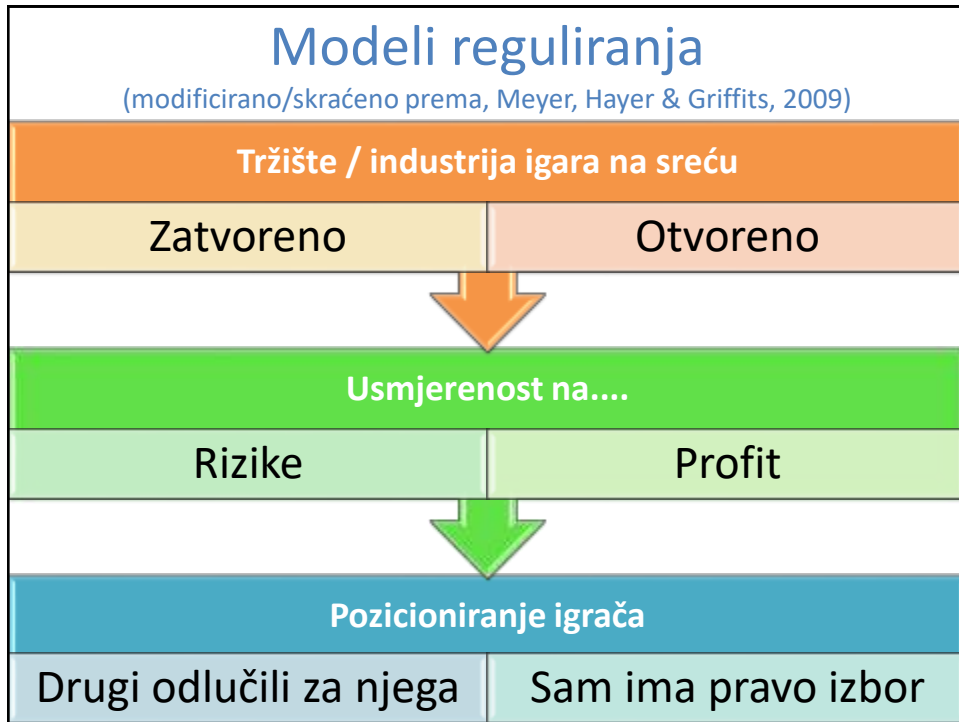 Modeli reguliranja
(modificirano/skraćeno prema, Meyer, Hayer & Griffits, 2009)
Tržište / industrija igara na sreću
Zatvoreno
Otvoreno
Usmjerenost na....
Rizike
Profit
Pozicioniranje igrača
Drugi odlučili za njega
Sam ima pravo izbor